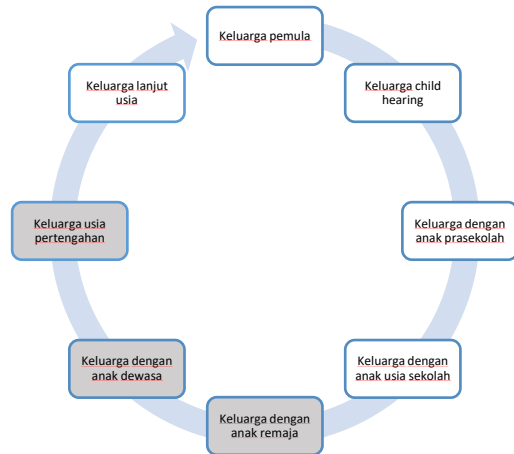 Keluarga pemula
Keluarga child
hearing
Keluarga dengan
anak prasekolah
Keluarga dengan
anak usia sekolah
Keluarga dengan
anak remaja
Keluarga dengan
anak dewasa
Keluarga usia
pertengahan
Keluarga lanjut
usia